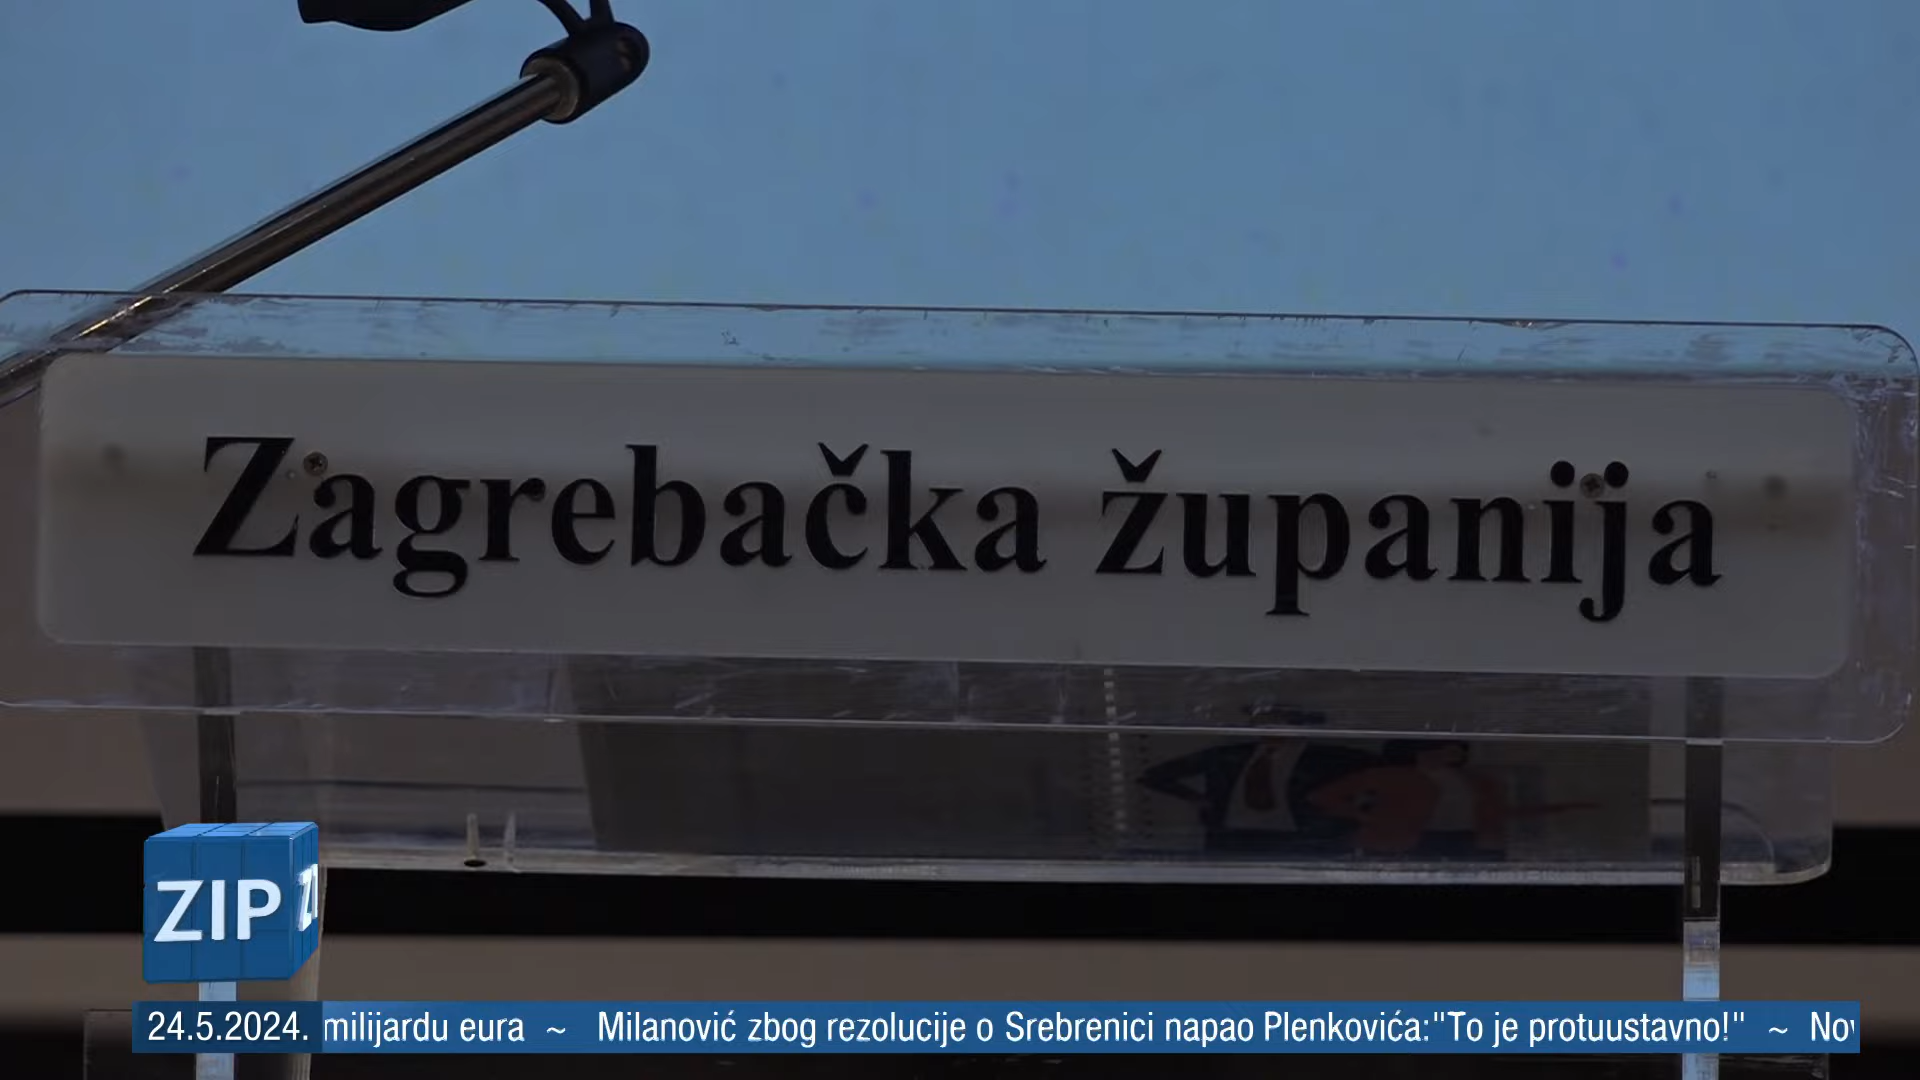 Zagrebačka županija
ZIP
24.5.2024. milijardu eura ~ Milanović zbog rezolucije o Srebrenici napao Plenkovića:"To je protuustavno!" ~